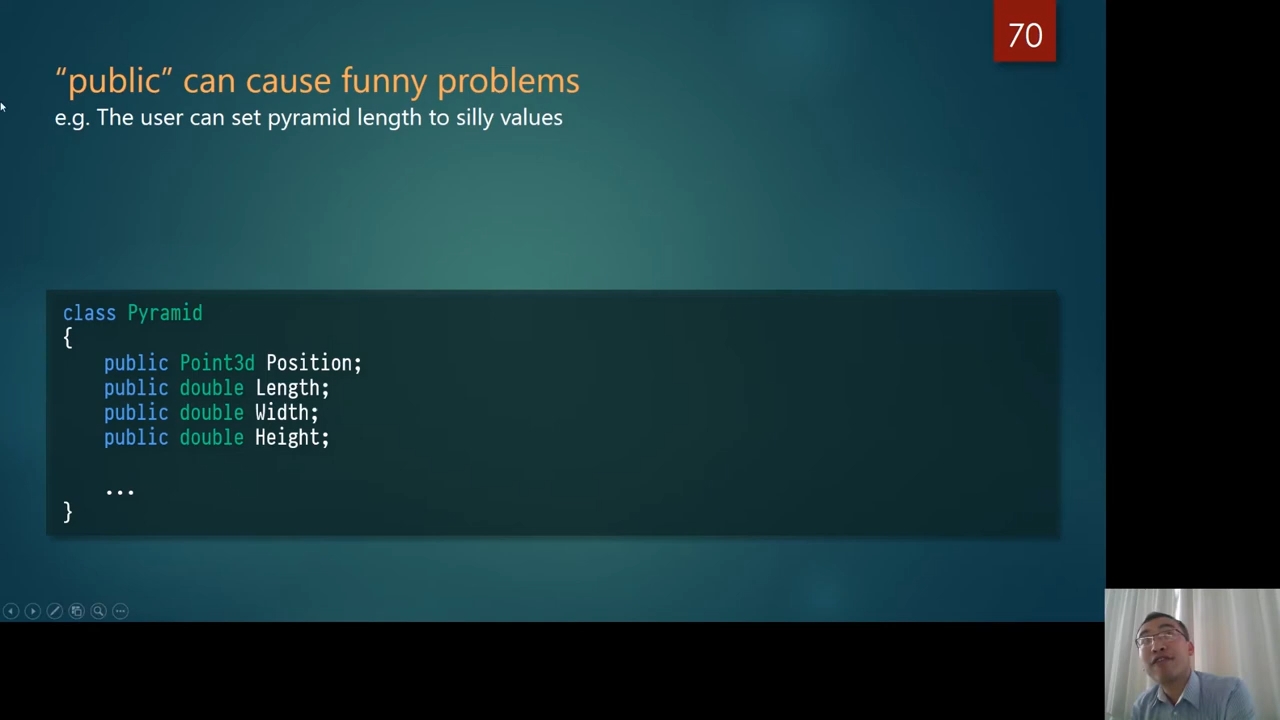 70
“public” can cause funny problems
e.g. The user can set pyramid length to silly values
class Pyramid
{
public Point3d Position;
public double Length;
public double Width;
public double Height;
...
}